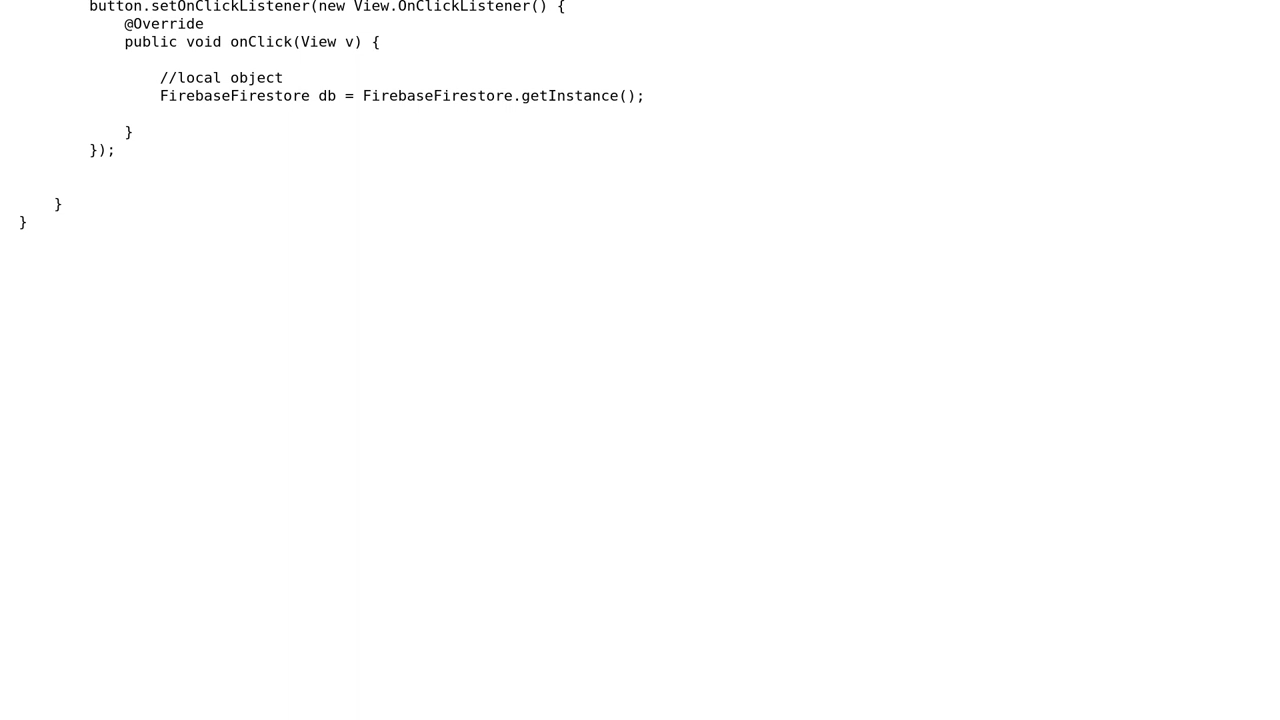 button.setOnClickListener(new View.OnClickListener() {
@Override
public void onClick(View v) {
//local object
FirebaseFirestore db = FirebaseFirestore.getInstance();
}
});
}
}